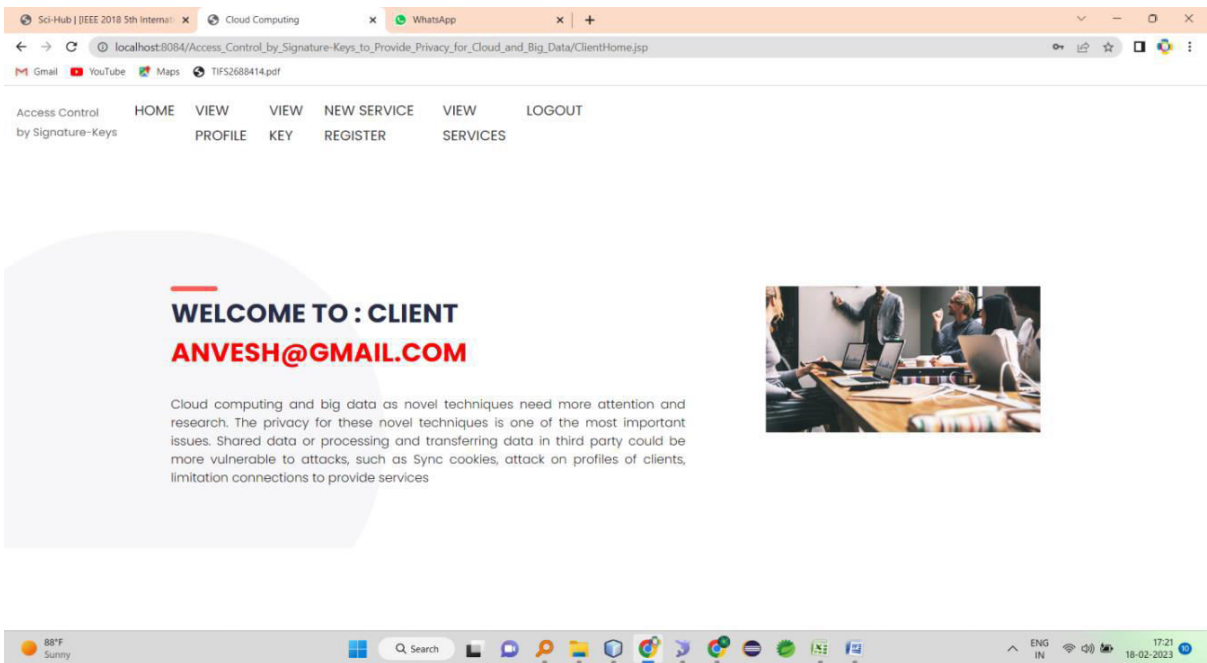 Sci-Hub | [IEEE 2018 5th Internati
Cloud Computing
WhatsApp
localhost:8084/Access_Control_by_Signature-Keys_to_Provide_Privacy_for_Cloud_and_Big_Data/ClientHome.jsp
Gmail YouTube Maps TIFS2688414.pdf
Access Control
by Signature-Keys
HOME
VIEW
PROFILE
VIEW
KEY
NEW SERVICE
REGISTER
VIEW
SERVICES
LOGOUT
WELCOME TO : CLIENT
ANVESH@GMAIL.COM
Cloud computing and big data as novel techniques need more attention and
research. The privacy for these novel techniques is one of the most important
issues. Shared data or processing and transferring data in third party could be
more vulnerable to attacks, such as Sync cookies, attack on profiles of clients,
limitation connections to provide services
88°F
Sunny
Search
ENG
IN
17:21
18-02-2023
10